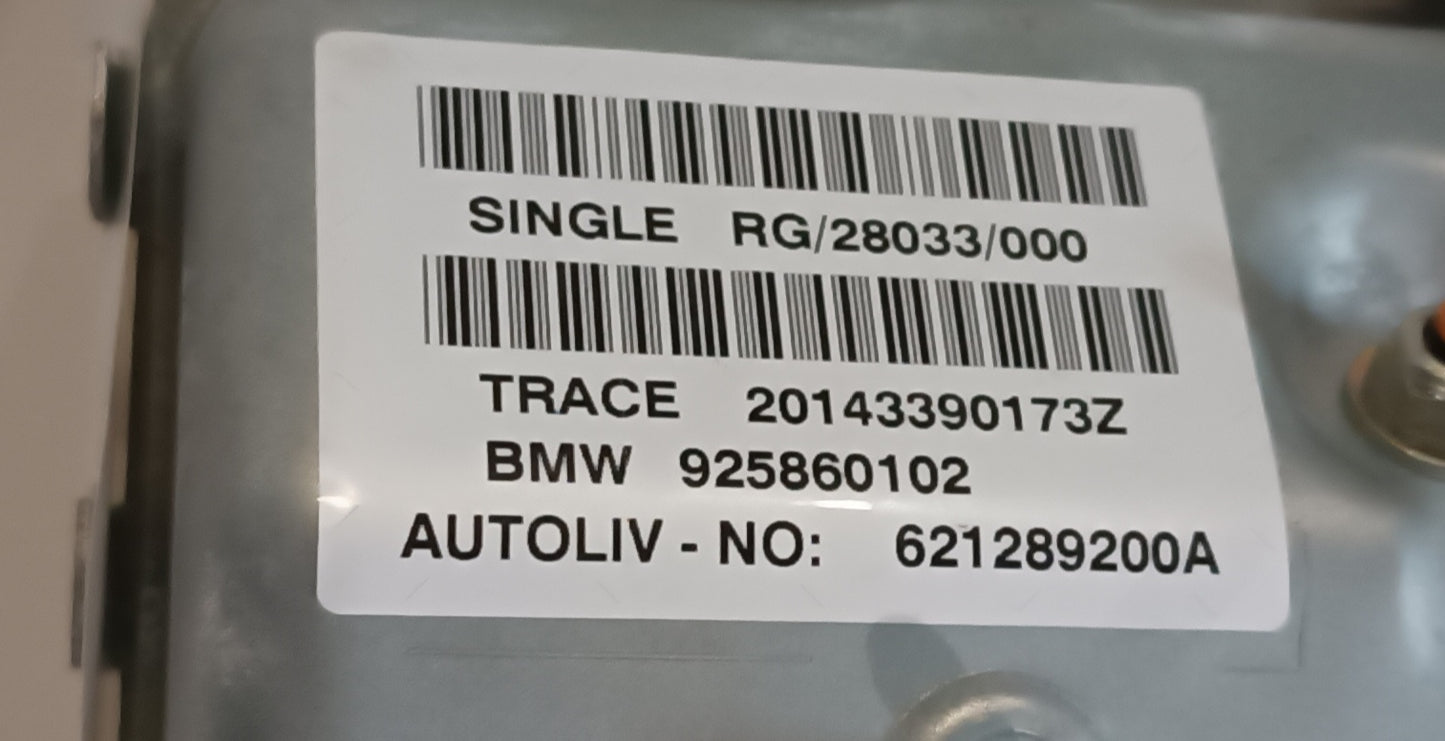 SINGLE RG/28033/000
TRACE 20143390173Z
BMW 925860102
AUTOLIV - NO: 621289200A